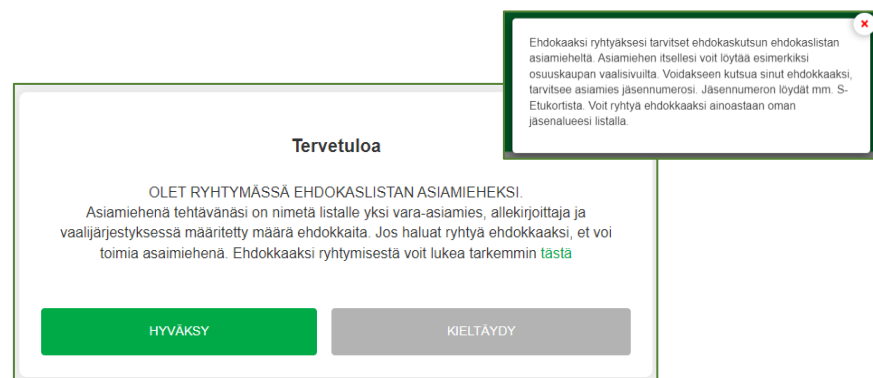 Ehdokaaksi ryhtyäksesi tarvitset ehdokaskutsun ehdokaslistan
asiamieheltä. Asiamiehen itsellesi voit löytää esimerkiksi
osuuskaupan vaalisivuilta. Voidakseen kutsua sinut ehdokkaaksi,
tarvitsee asiamies jäsennumerosi. Jäsennumeron löydät mm. S-
Etukortista. Voit ryhtyä ehdokkaaksi ainoastaan oman
jäsenalueesi listalla.
Tervetuloa
OLET RYHTYMÄSSÄ EHDOKASLISTAN ASIAMIEHEKSI.
Asiamiehenä tehtävänäsi on nimetä listalle yksi vara-asiamies, allekirjoittaja ja
vaalijärjestyksessä määritetty määrä ehdokkaita. Jos haluat ryhtyä ehdokkaaksi, et voi
toimia asaimiehenä. Ehdokkaaksi ryhtymisestä voit lukea tarkemmin tästä
HYVÄKSY
KIELTÄYDY